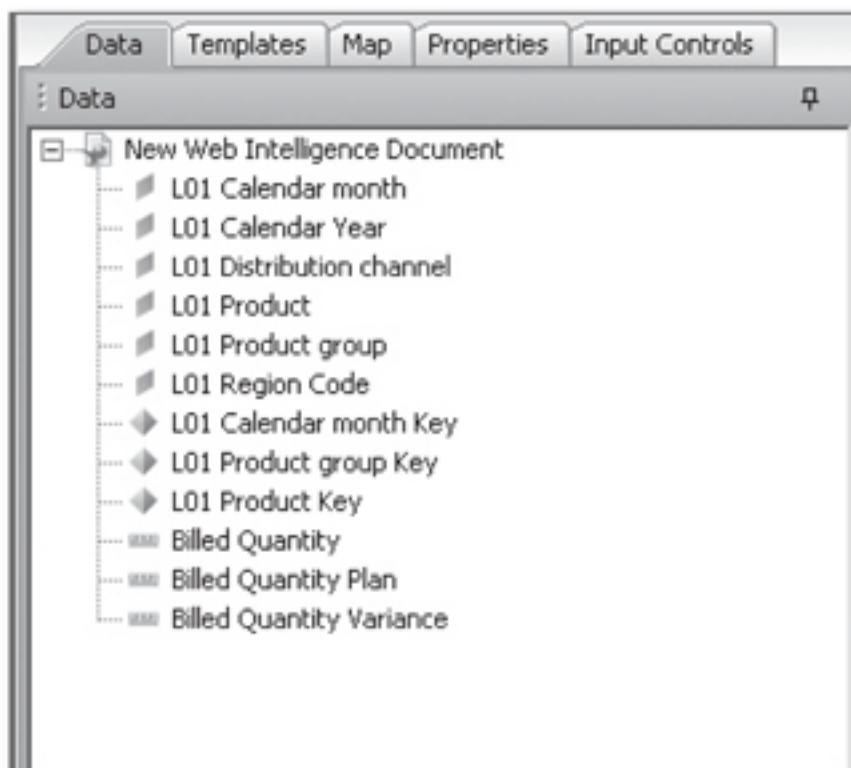 Data Templates Map Properties Input Controls
Data
New Web Intelligence Document
L01 Calendar month
L01 Calendar Year
L01 Distribution channel
L01 Product
L01 Product group
L01 Region Code
L01 Calendar month Key
L01 Product group Key
L01 Product Key
Billed Quantity
Billed Quantity Plan
Billed Quantity Variance